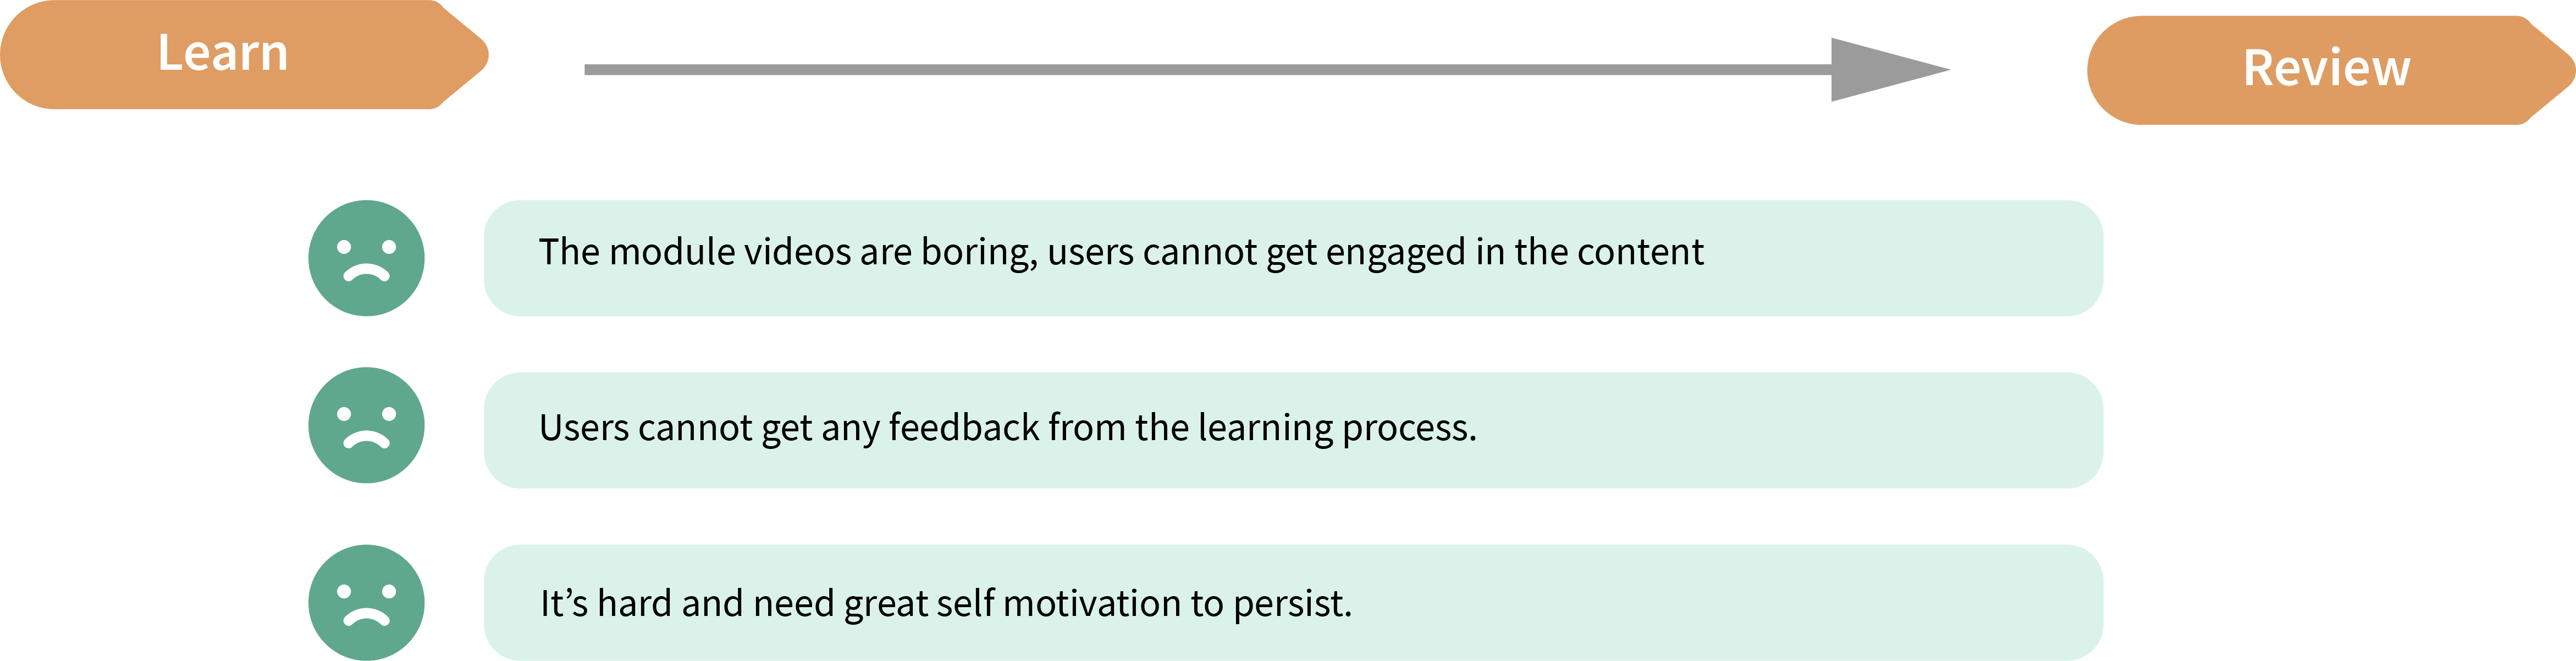 Learn
Review
The module videos are boring, users cannot get engaged in the content
Users cannot get any feedback from the learning process.
It’s hard and need great self motivation to persist.